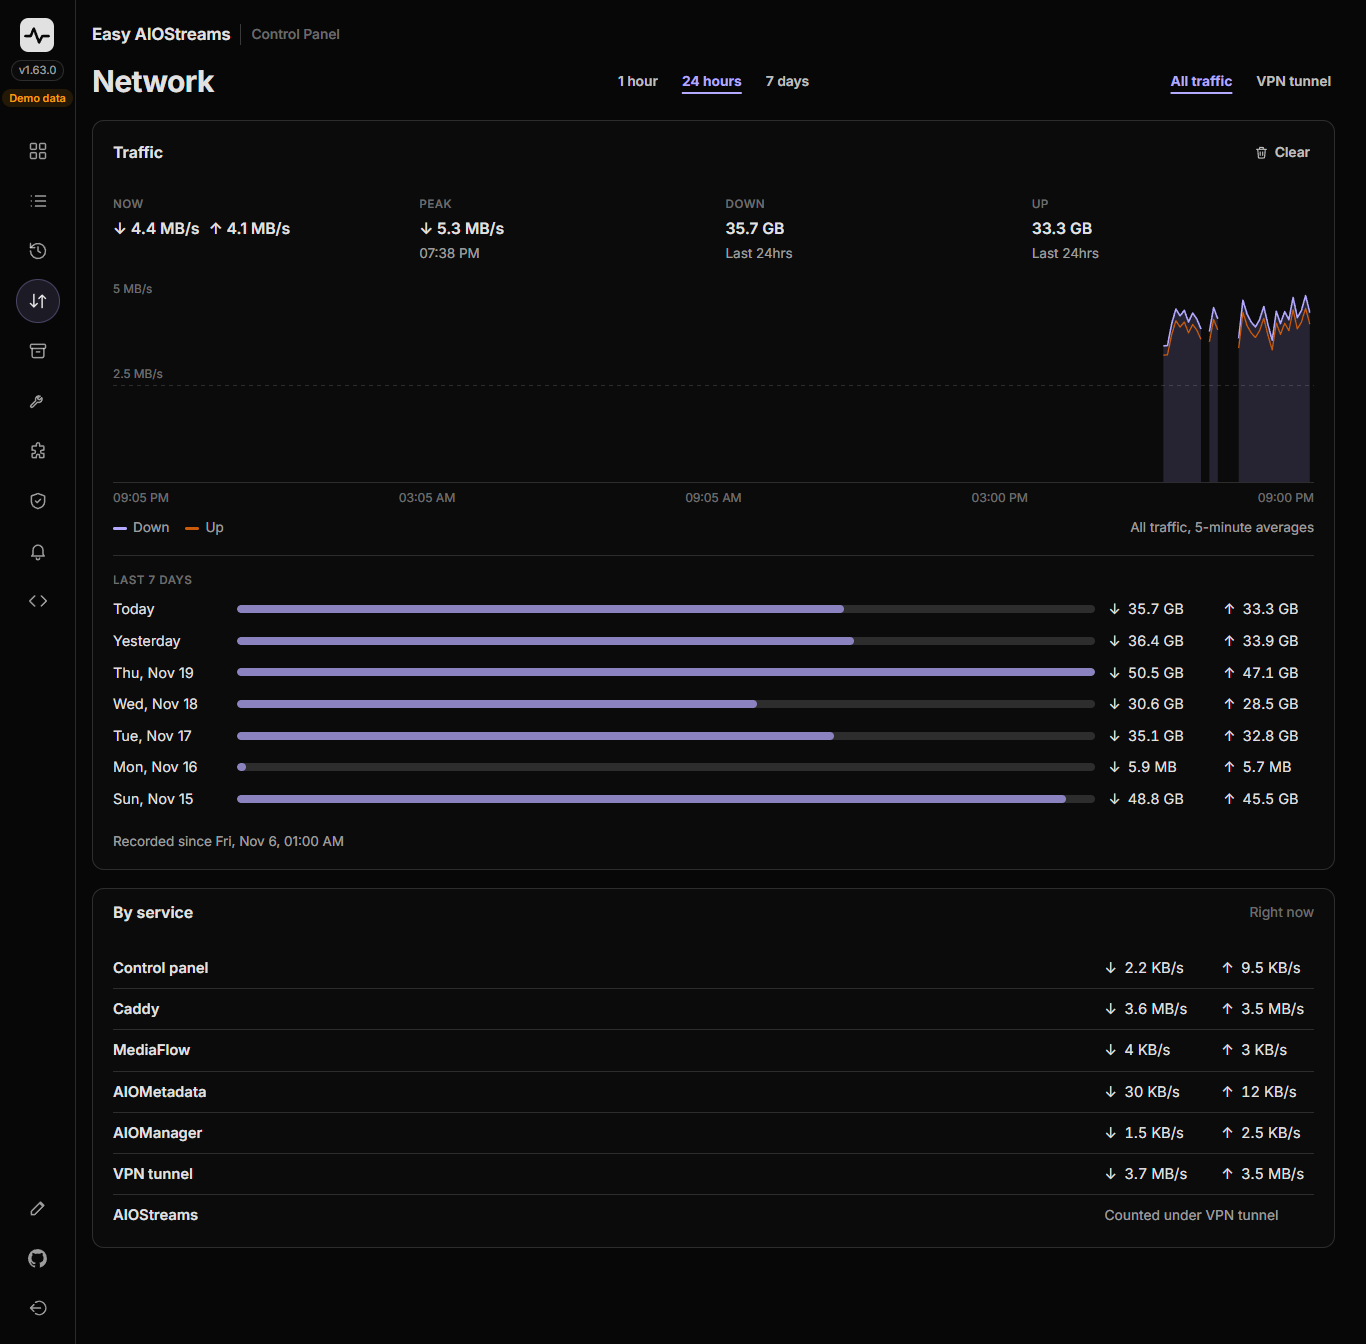 Easy AIOStreams | Control Panel
v1.63.0
Demo data
Network
1 hour 24 hours 7 days
All traffic VPN tunnel
Traffic
Clear
NOW PEAK DOWN UP
↓ 4.4 MB/s ↑ 4.1 MB/s ↓ 5.3 MB/s 35.7 GB 33.3 GB
07:38 PM Last 24hrs Last 24hrs
5 MB/s
2.5 MB/s
09:05 PM 03:05 AM 09:05 AM 03:00 PM 09:00 PM
Down Up All traffic, 5-minute averages
LAST 7 DAYS
Today ↓ 35.7 GB ↑ 33.3 GB
Yesterday ↓ 36.4 GB ↑ 33.9 GB
Thu, Nov 19 ↓ 50.5 GB ↑ 47.1 GB
Wed, Nov 18 ↓ 30.6 GB ↑ 28.5 GB
Tue, Nov 17 ↓ 35.1 GB ↑ 32.8 GB
Mon, Nov 16 ↓ 5.9 MB ↑ 5.7 MB
Sun, Nov 15 ↓ 48.8 GB ↑ 45.5 GB
Recorded since Fri, Nov 6, 01:00 AM
By service Right now
Control panel ↓ 2.2 KB/s ↑ 9.5 KB/s
Caddy ↓ 3.6 MB/s ↑ 3.5 MB/s
MediaFlow ↓ 4 KB/s ↑ 3 KB/s
AIOMetadata ↓ 30 KB/s ↑ 12 KB/s
AIOManager ↓ 1.5 KB/s ↑ 2.5 KB/s
VPN tunnel ↓ 3.7 MB/s ↑ 3.5 MB/s
AIOStreams Counted under VPN tunnel